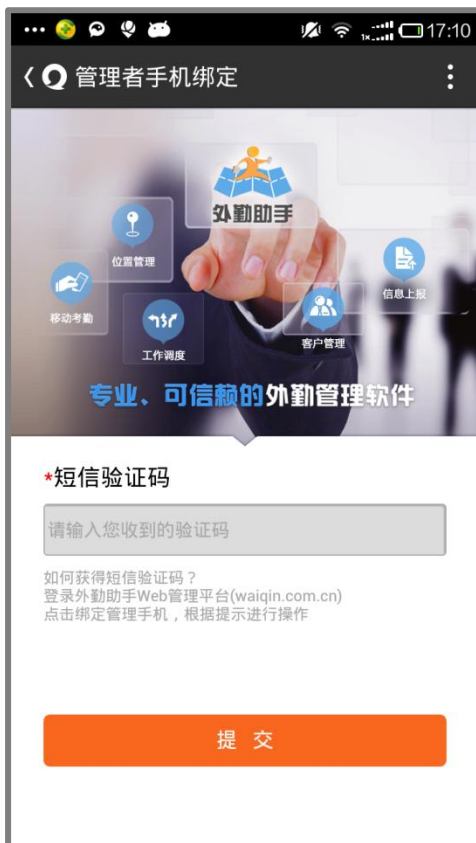 17:10
管理者手机绑定
外勤助手
位置管理
信息上报
移动考勤
工作调度
客户管理
专业、可信赖的外勤管理软件
*短信验证码
请输入您收到的验证码
如何获得短信验证码？
登录外勤助手Web管理平台(waiqin.com.cn)
点击绑定管理手机，根据提示进行操作
提 交